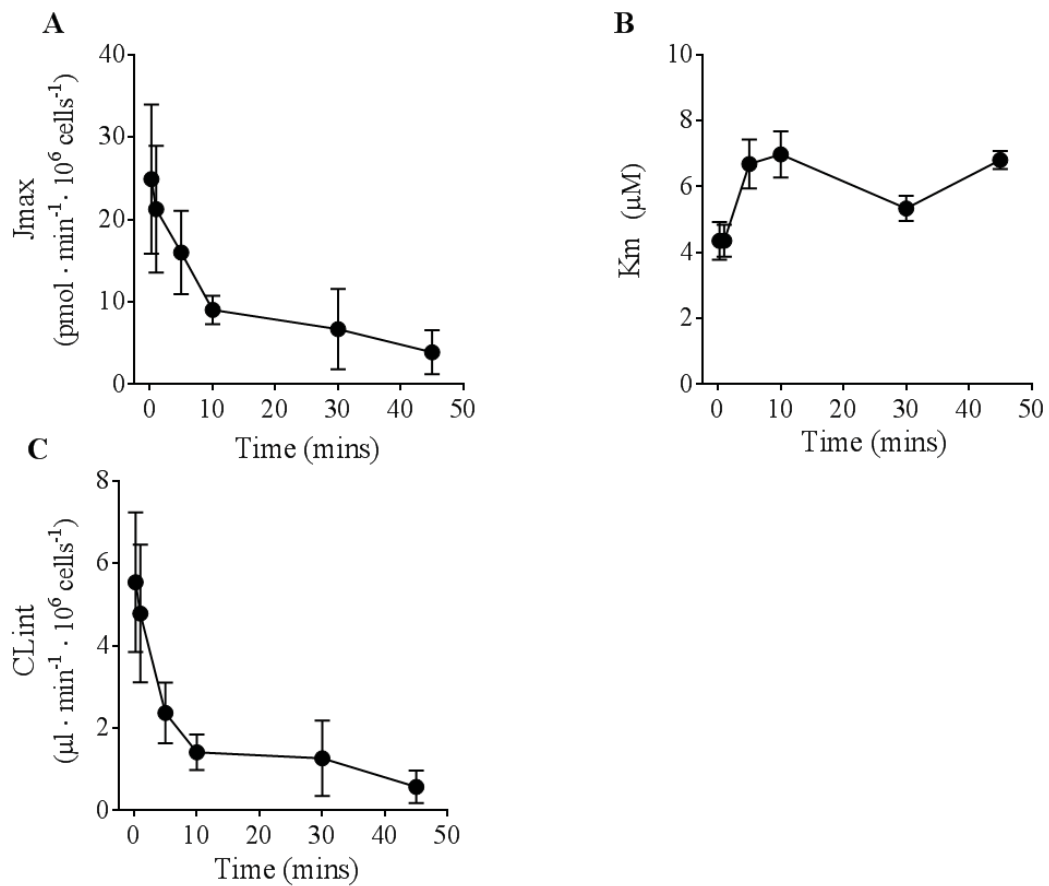 A
40
30
20
10
0
Jmax
(pmol · min⁻¹ · 10⁶ cells⁻¹)
0 10 20 30 40 50
Time (mins)
B
10
8
6
4
2
0
Km (µM)
0 10 20 30 40 50
Time (mins)
C
8
6
4
2
0
CLint
(µl · min⁻¹ · 10⁶ cells⁻¹)
0 10 20 30 40 50
Time (mins)